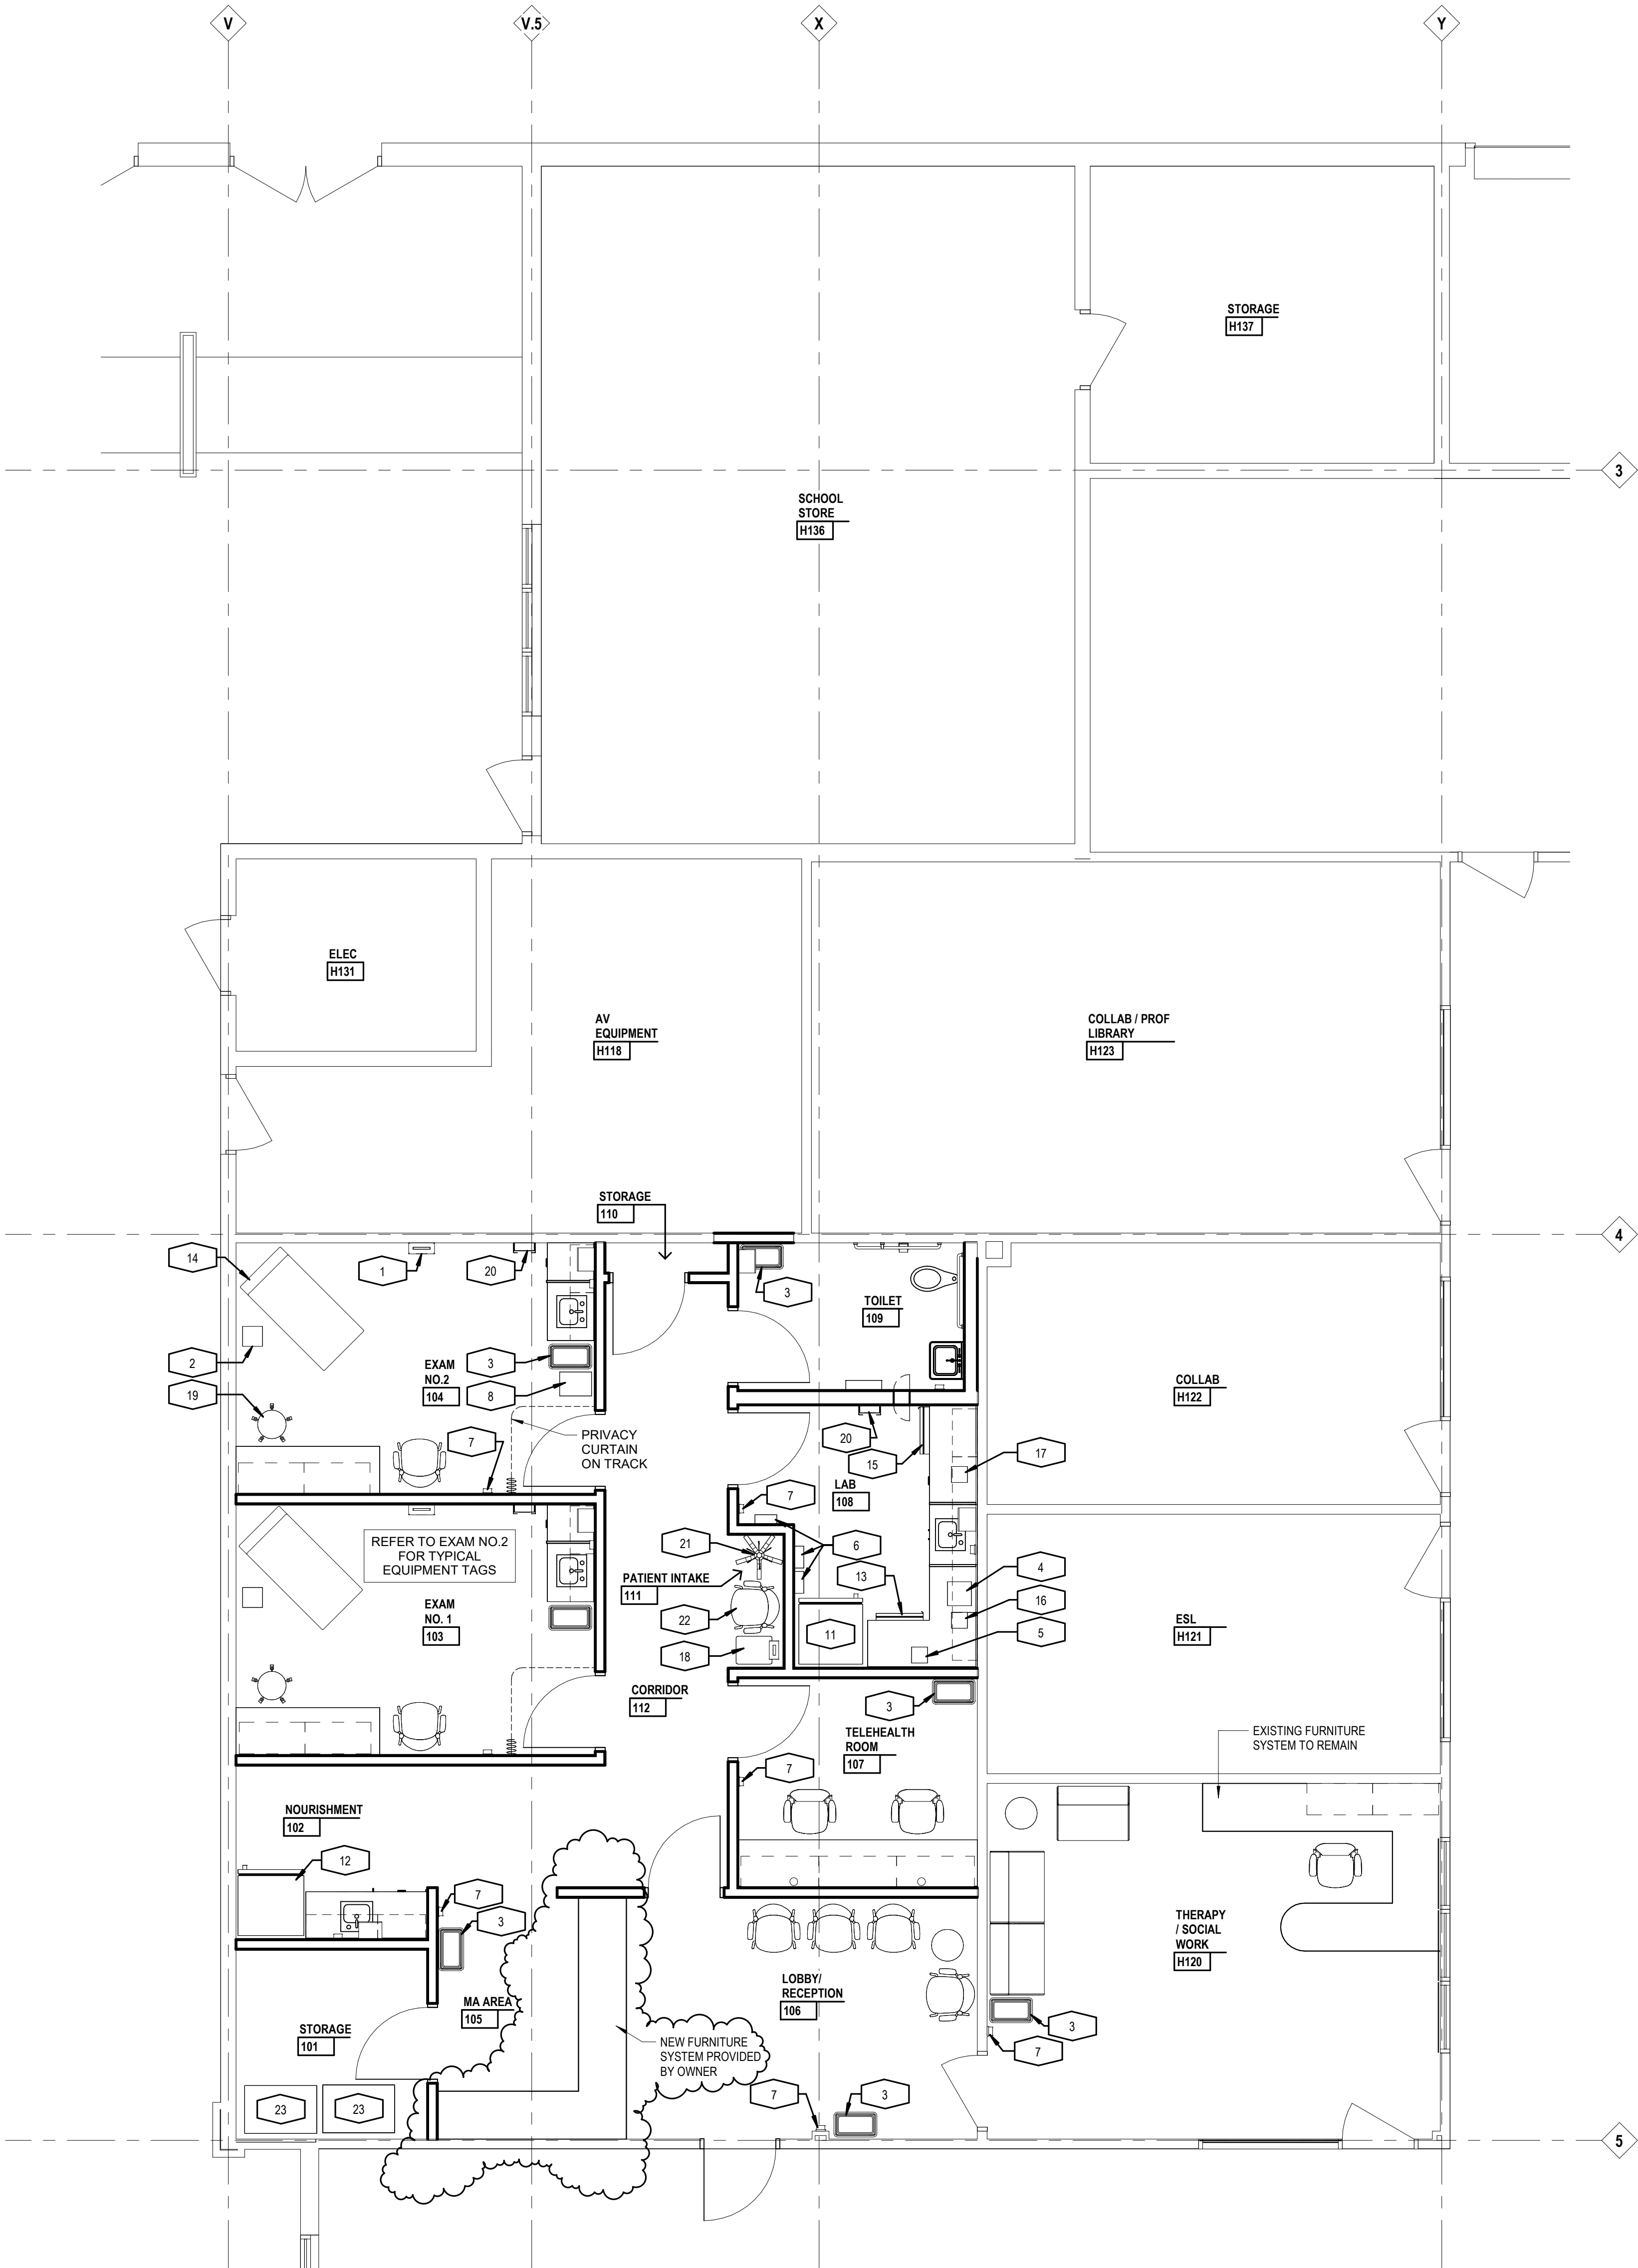 V
V.5
X
Y
STORAGE
H137
3
SCHOOL
STORE
H136
ELEC
H131
AV
EQUIPMENT
H118
COLLAB / PROF
LIBRARY
H123
STORAGE
110
4
14
1
20
3
TOILET
109
2
EXAM
NO.2
104
3
8
19
COLLAB
H122
7
PRIVACY
CURTAIN
ON TRACK
20
15
17
LAB
108
7
REFER TO EXAM NO.2
FOR TYPICAL
EQUIPMENT TAGS
21
6
4
PATIENT INTAKE
111
13
16
EXAM
NO. 1
103
22
11
5
ESL
H121
18
CORRIDOR
112
3
TELEHEALTH
ROOM
107
EXISTING FURNITURE
SYSTEM TO REMAIN
7
NOURISHMENT
102
12
7
3
THERAPY
/ SOCIAL
WORK
H120
LOBBY/
RECEPTION
106
MA AREA
105
STORAGE
101
3
7
NEW FURNITURE
SYSTEM PROVIDED
BY OWNER
23
23
7
3
5